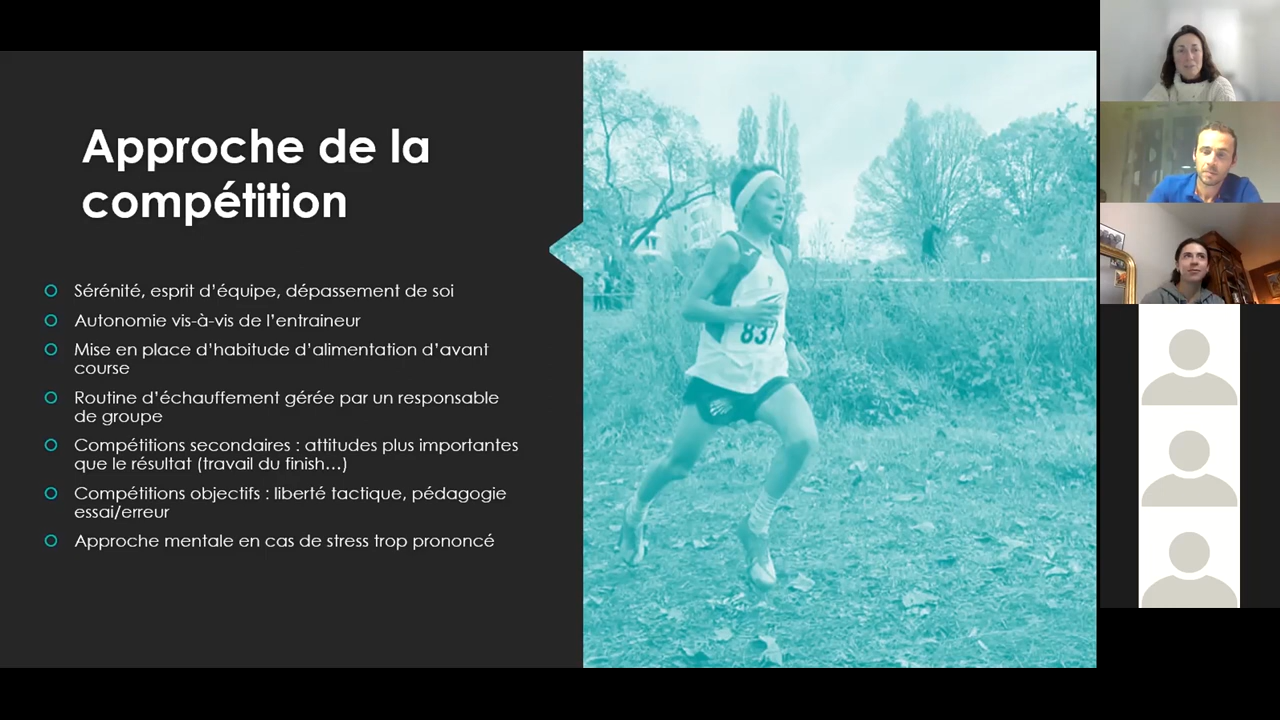 Approche de la
compétition
Sérénité, esprit d'équipe, dépassement de soi
Autonomie vis-à-vis de l'entraineur
Mise en place d'habitude d'alimentation d'avant
course
Routine d'échauffement gérée par un responsable
de groupe
Compétitions secondaires : attitudes plus importantes
que le résultat (travail du finish…)
Compétitions objectifs : liberté tactique, pédagogie
essai/erreur
Approche mentale en cas de stress trop prononcé
837